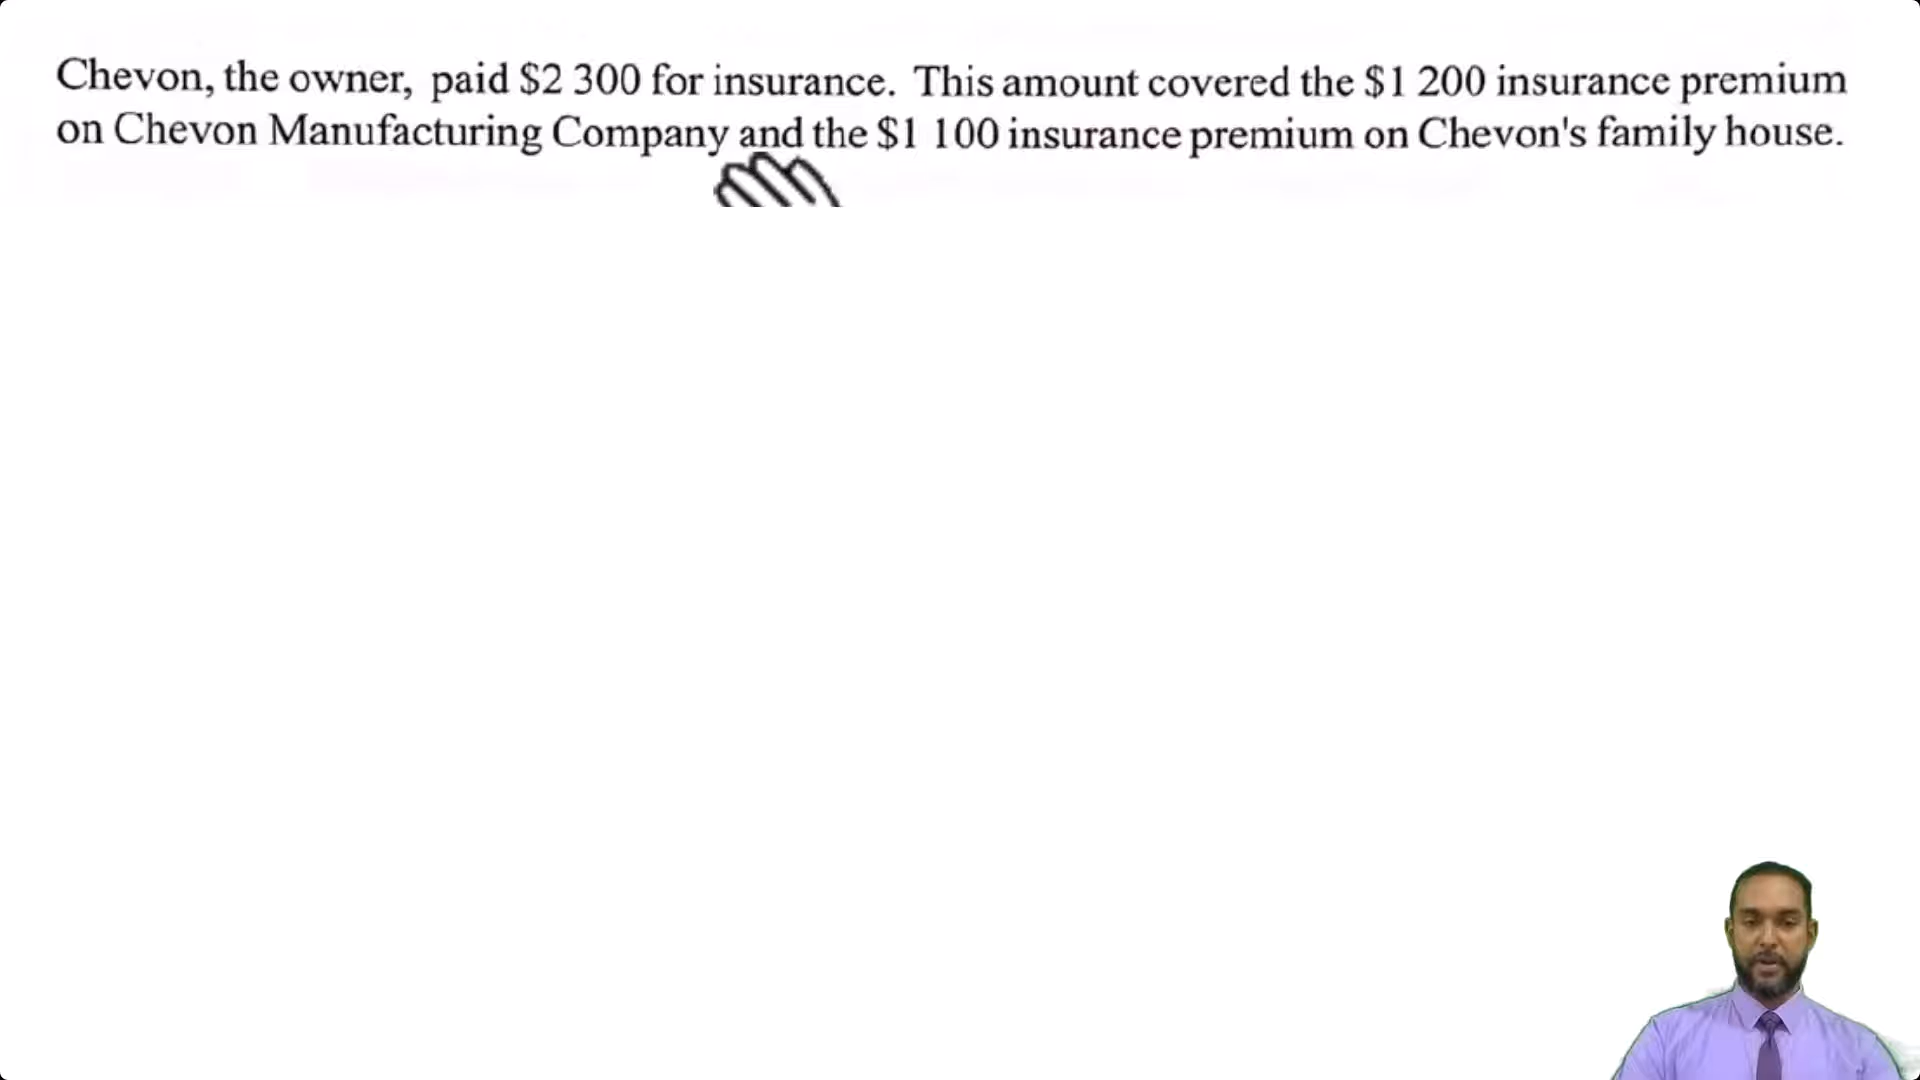 Chevon, the owner, paid $2 300 for insurance. This amount covered the $1 200 insurance premium
on Chevon Manufacturing Company and the $1 100 insurance premium on Chevon's family house.